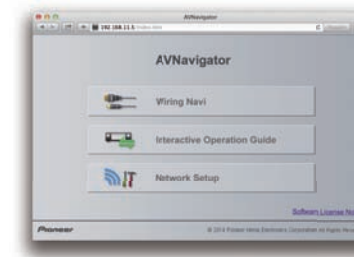 AVNavigator
192.168.11.5
AVNavigator
Wiring Navi
Interactive Operation Guide
Network Setup
Software License
Pioneer
© 2014 Pioneer Home Electronics Corporation All Rights